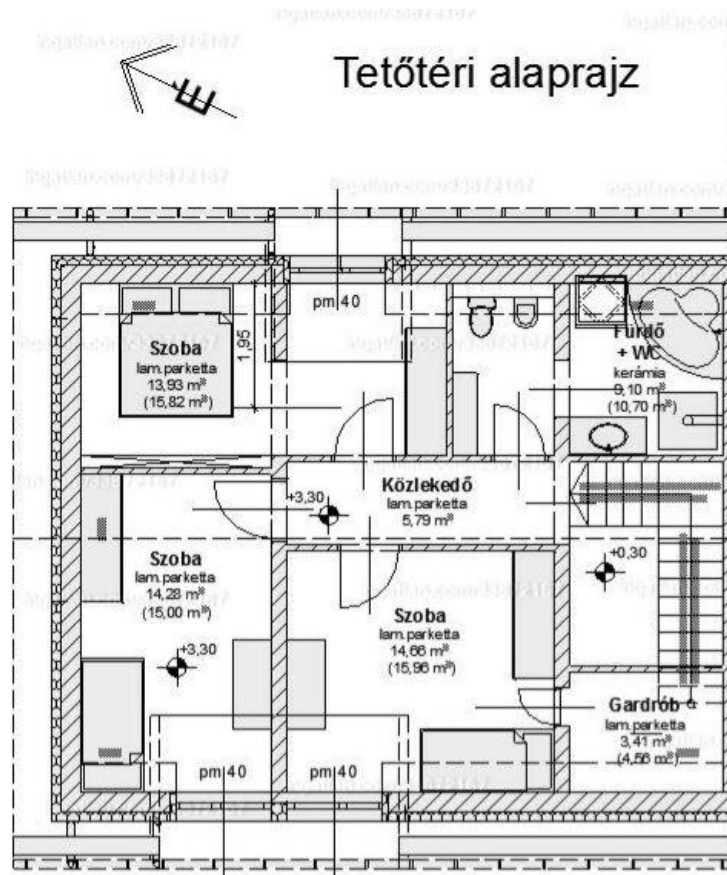 Tetőtéri alaprajz
É
pm 40
Szoba
lam.parketta
13,93 m²
(15,82 m²)
1,95
Fürdő
+ WC
kerámia
9,10 m²
(10,70 m²)
+3,30
Közlekedő
lam.parketta
5,79 m²
+0,30
Szoba
lam.parketta
14,28 m²
(15,00 m²)
+3,30
Szoba
lam.parketta
14,66 m²
(15,96 m²)
Gardrób
lam.parketta
3,41 m²
(4,56 m²)
pm 40
pm 40